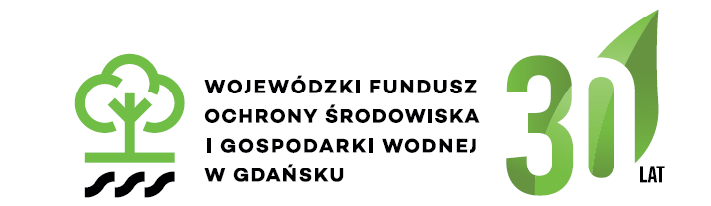 WOJEWÓDZKI FUNDUSZ
OCHRONY ŚRODOWISKA
I GOSPODARKI WODNEJ
W GDAŃSKU
30
LAT